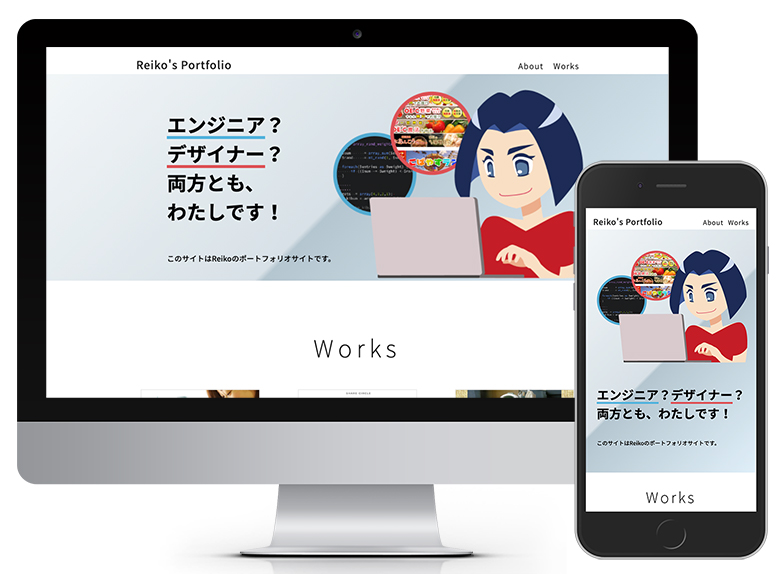 Reiko's Portfolio
About Works
エンジニア？
デザイナー？
両方とも、
わたしです！
このサイトはReikoのポートフォリオサイトです。
Works
Reiko's Portfolio
About Works
エンジニア？デザイナー？
両方とも、わたしです！
このサイトはReikoのポートフォリオサイトです。
Works